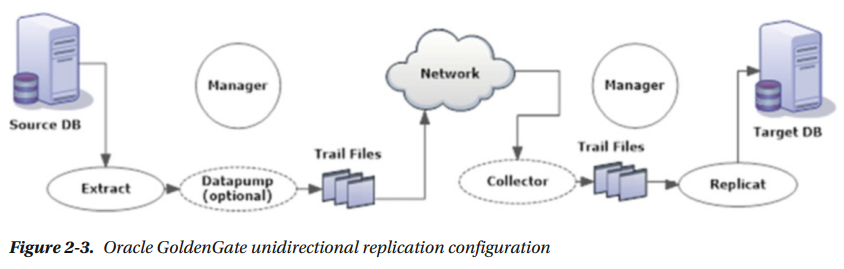 Source DB
Manager
Extract
Datapump
(optional)
Trail Files
Network
Collector
Manager
Trail Files
Replicat
Target DB
Figure 2-3. Oracle GoldenGate unidirectional replication configuration